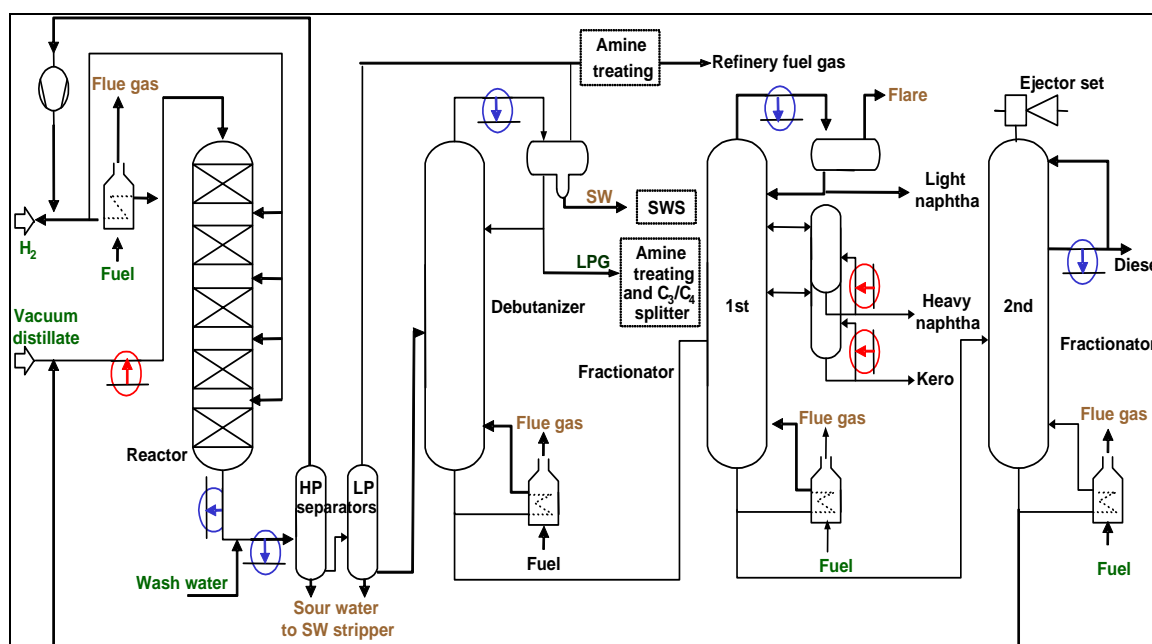 Amine
treating
Refinery fuel gas
Ejector set
Flue gas
Flare
Light
naphtha
SW
SWS
H2
Fuel
LPG
Amine
treating
and C3/C4
splitter
Diese
Debutanizer
1st
Heavy
naphtha
2nd
Vacuum
distillate
Fractionator
Fractionator
Kero
Flue gas
Flue gas
Flue gas
Reactor
HP
separators
LP
Fuel
Fuel
Fuel
Wash water
Sour water
to SW stripper